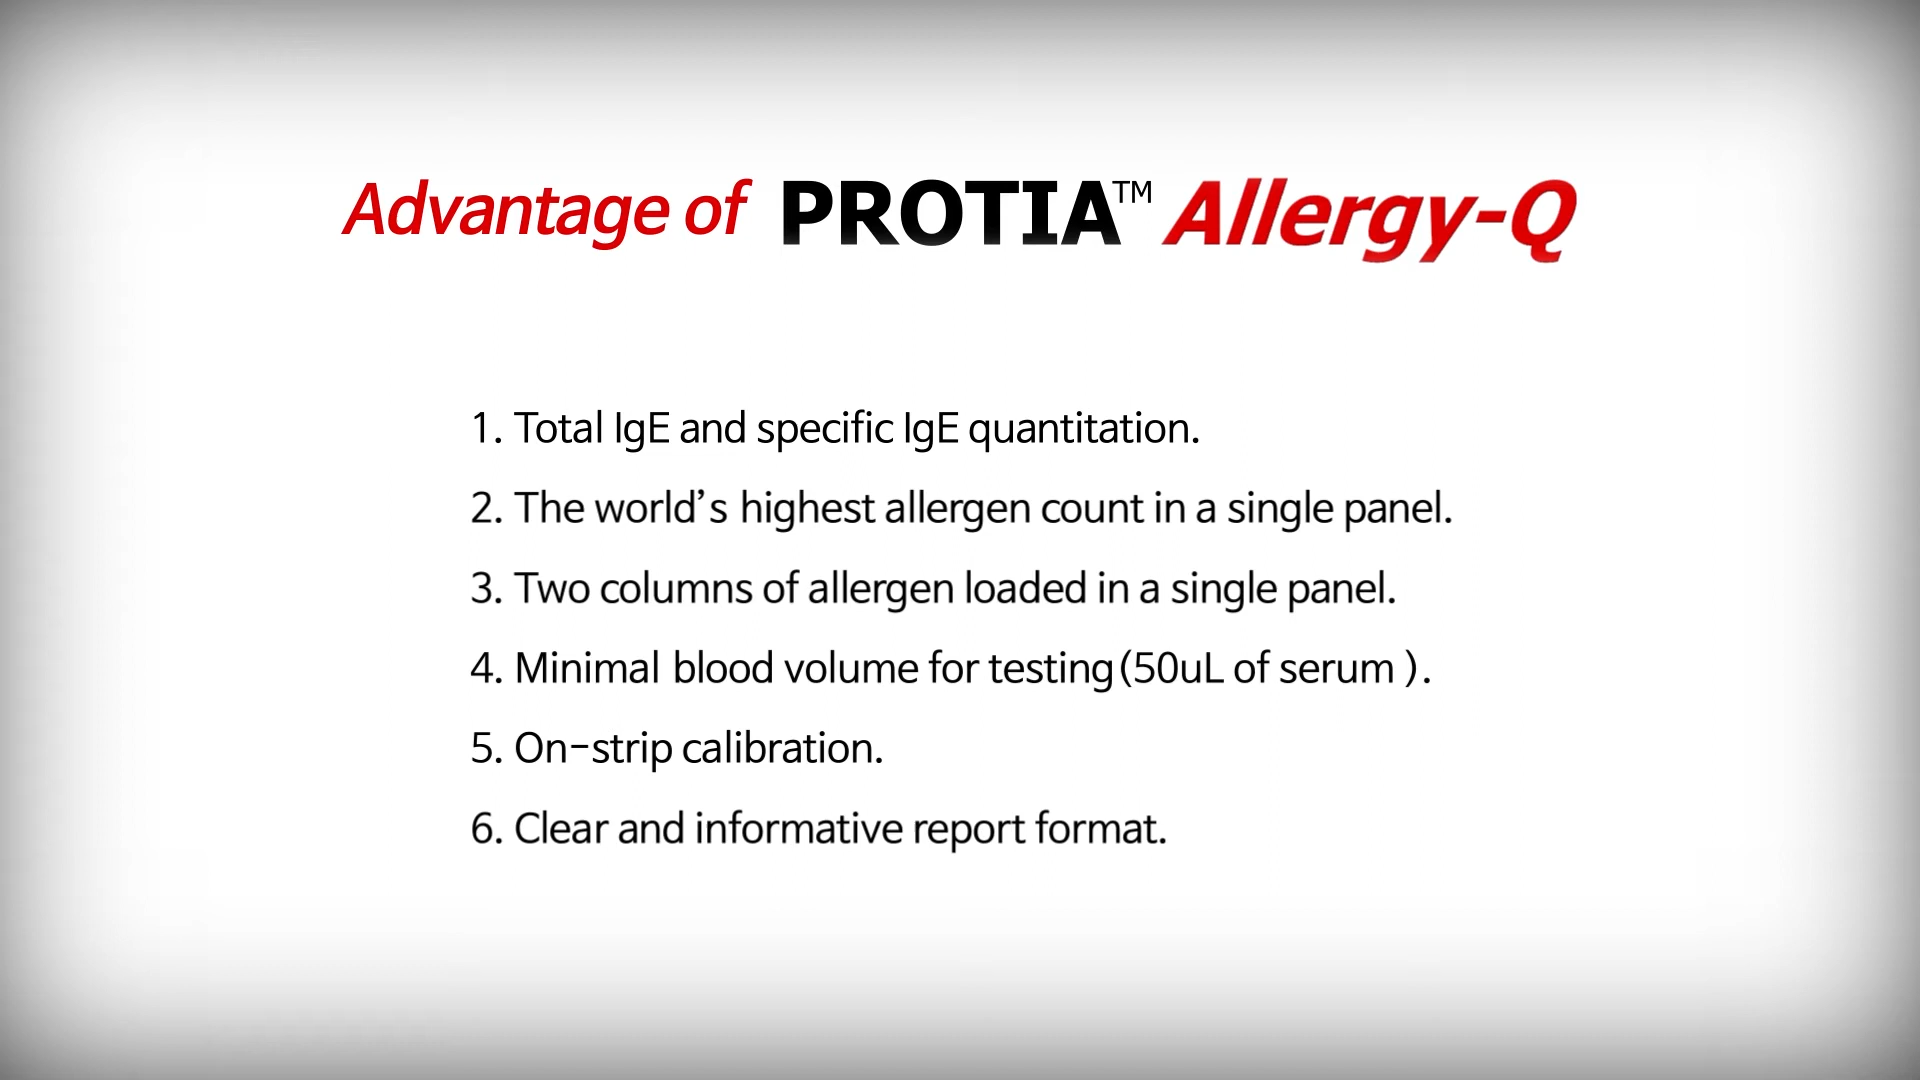 Advantage of PROTIA™ Allergy-Q
1. Total IgE and specific IgE quantitation.
2. The world’s highest allergen count in a single panel.
3. Two columns of allergen loaded in a single panel.
4. Minimal blood volume for testing(50uL of serum ).
5. On-strip calibration.
6. Clear and informative report format.